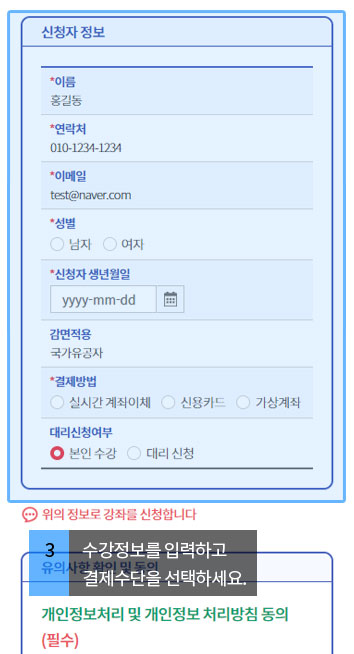 신청자 정보
*이름
홍길동
*연락처
010-1234-1234
*이메일
test@naver.com
*성별
남자 여자
*신청자 생년월일
yyyy-mm-dd
감면적용
국가유공자
*결제방법
실시간 계좌이체 신용카드 가상계좌
대리신청여부
본인 수강 대리 신청
위의 정보로 강좌를 신청합니다
3 수강정보를 입력하고
결제수단을 선택하세요.
유의사항 확인 및 동의
개인정보처리 및 개인정보 처리방침 동의
(필수)